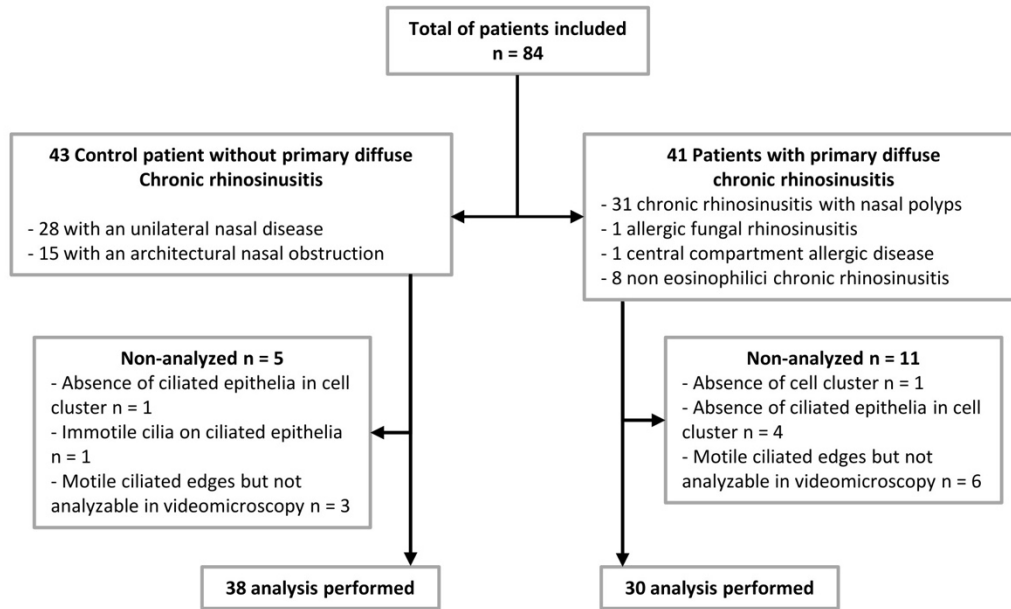 Total of patients included
n = 84
43 Control patient without primary diffuse
Chronic rhinosinusitis
- 28 with an unilateral nasal disease
- 15 with an architectural nasal obstruction
41 Patients with primary diffuse
chronic rhinosinusitis
- 31 chronic rhinosinusitis with nasal polyps
- 1 allergic fungal rhinosinusitis
- 1 central compartment allergic disease
- 8 non eosinophilici chronic rhinosinusitis
Non-analyzed n = 5
- Absence of ciliated epithelia in cell
cluster n = 1
- Immotile cilia on ciliated epithelia
n = 1
- Motile ciliated edges but not
analyzable in videomicroscopy n = 3
Non-analyzed n = 11
- Absence of cell cluster n = 1
- Absence of ciliated epithelia in cell
cluster n = 4
- Motile ciliated edges but not
analyzable in videomicroscopy n = 6
38 analysis performed
30 analysis performed